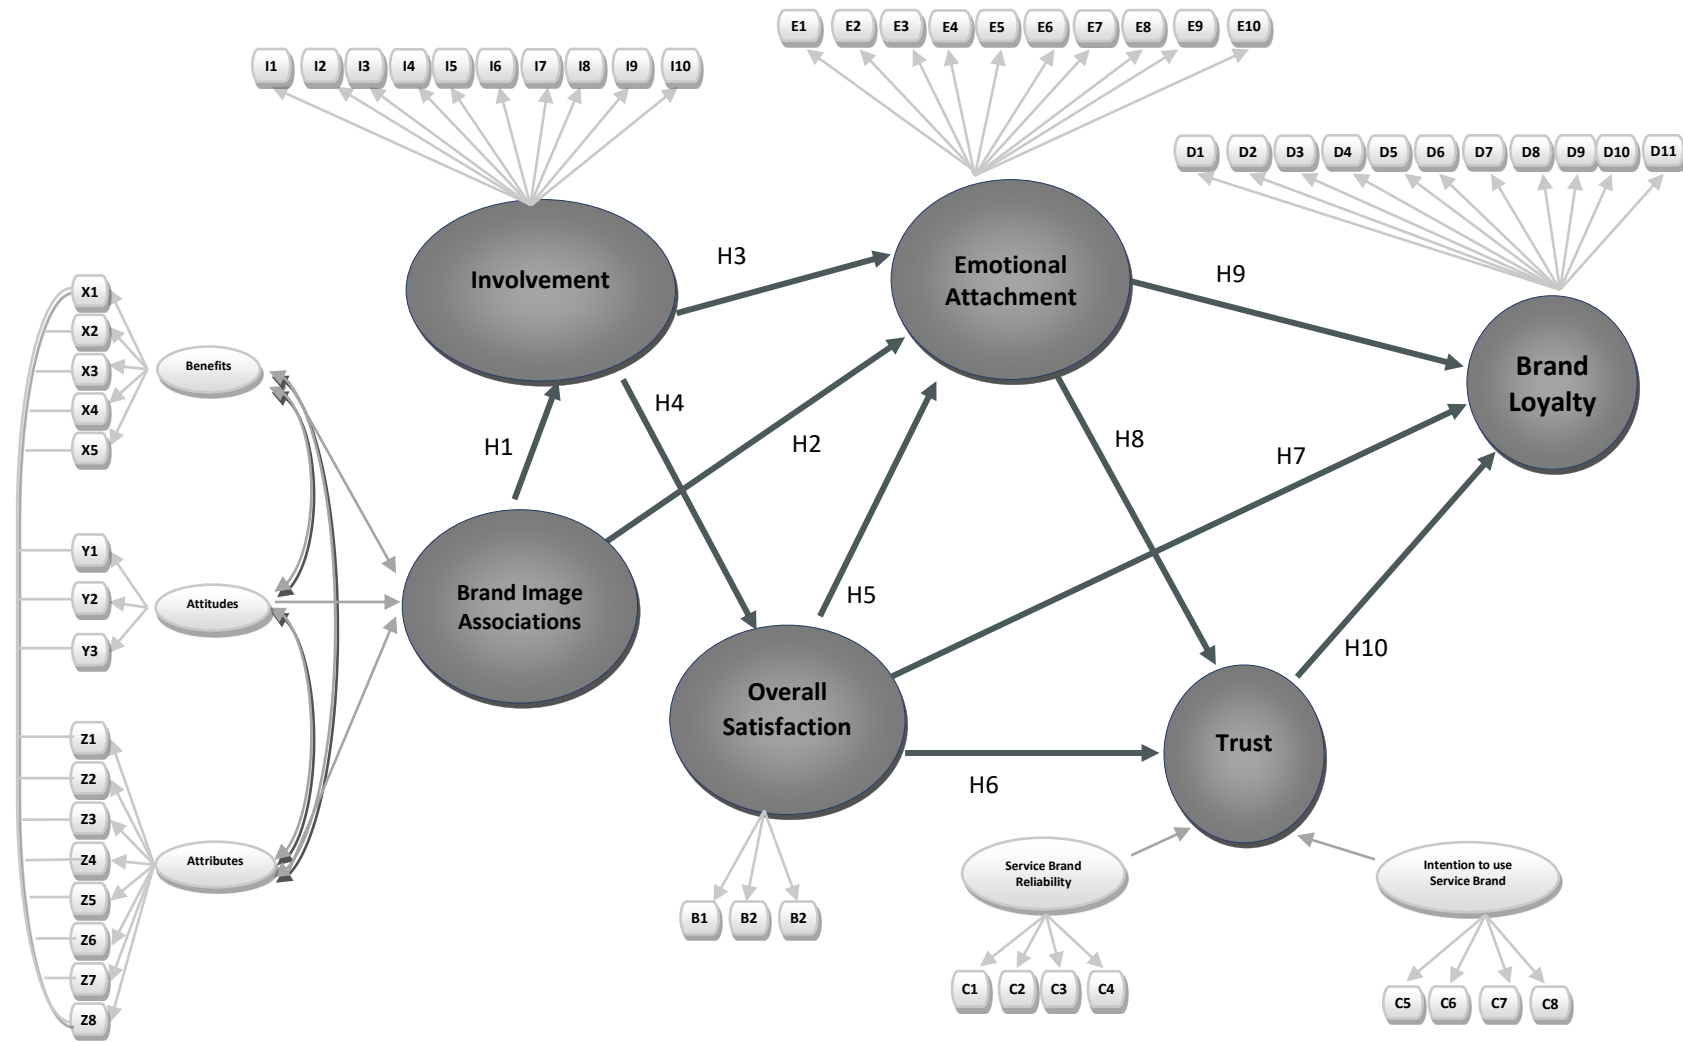 E1 E2 E3 E4 E5 E6 E7 E8 E9 E10
I1 I2 I3 I4 I5 I6 I7 I8 I9 I10
D1 D2 D3 D4 D5 D6 D7 D8 D9 D10 D11
Involvement
H3
Emotional
Attachment
H9
Brand
Loyalty
X1
X2
X3
X4
X5
Benefits
H4
H1
H2
H8
H7
Y1
Y2
Y3
Attitudes
Brand Image
Associations
H5
H10
Overall
Satisfaction
Trust
H6
Z1
Z2
Z3
Z4
Z5
Z6
Z7
Z8
Attributes
Service Brand
Reliability
Intention to use
Service Brand
B1 B2 B2
C1 C2 C3 C4
C5 C6 C7 C8